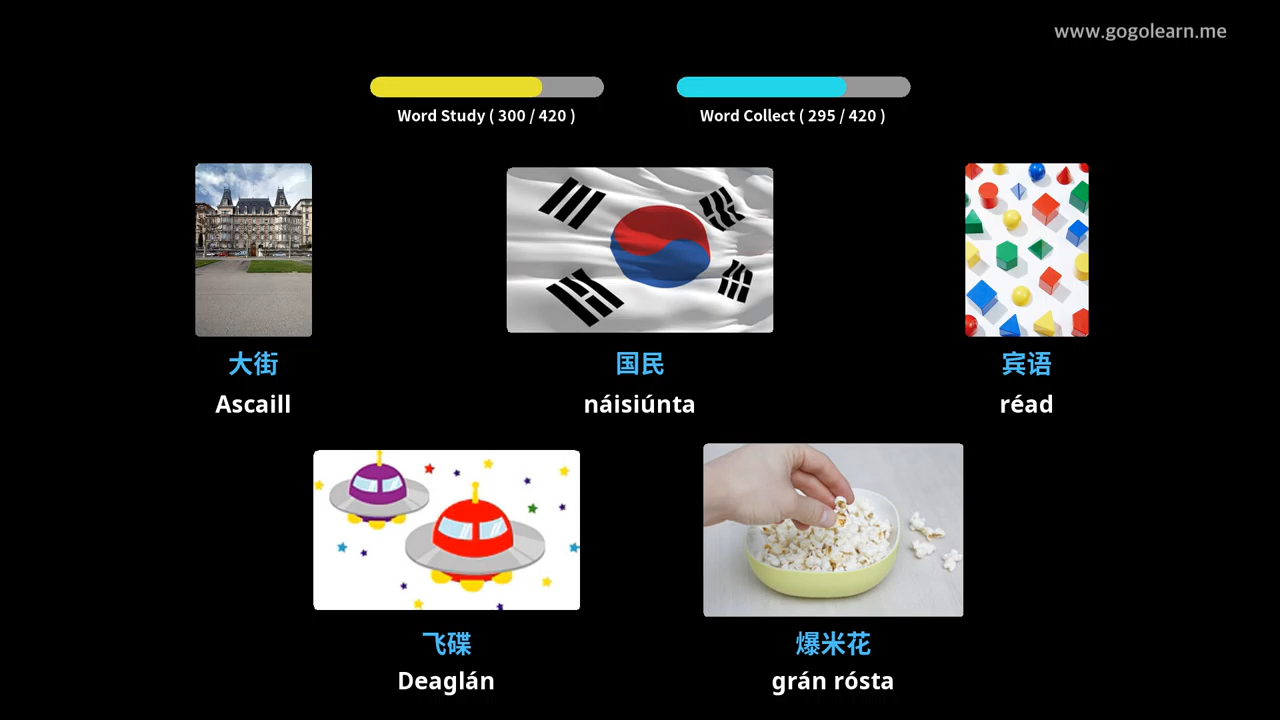 www.gogolearn.me
Word Study ( 300 / 420 )
Word Collect ( 295 / 420 )
大街
国民
宾语
Ascaill
náisiúnta
réad
飞碟
爆米花
Deaglán
grán rósta